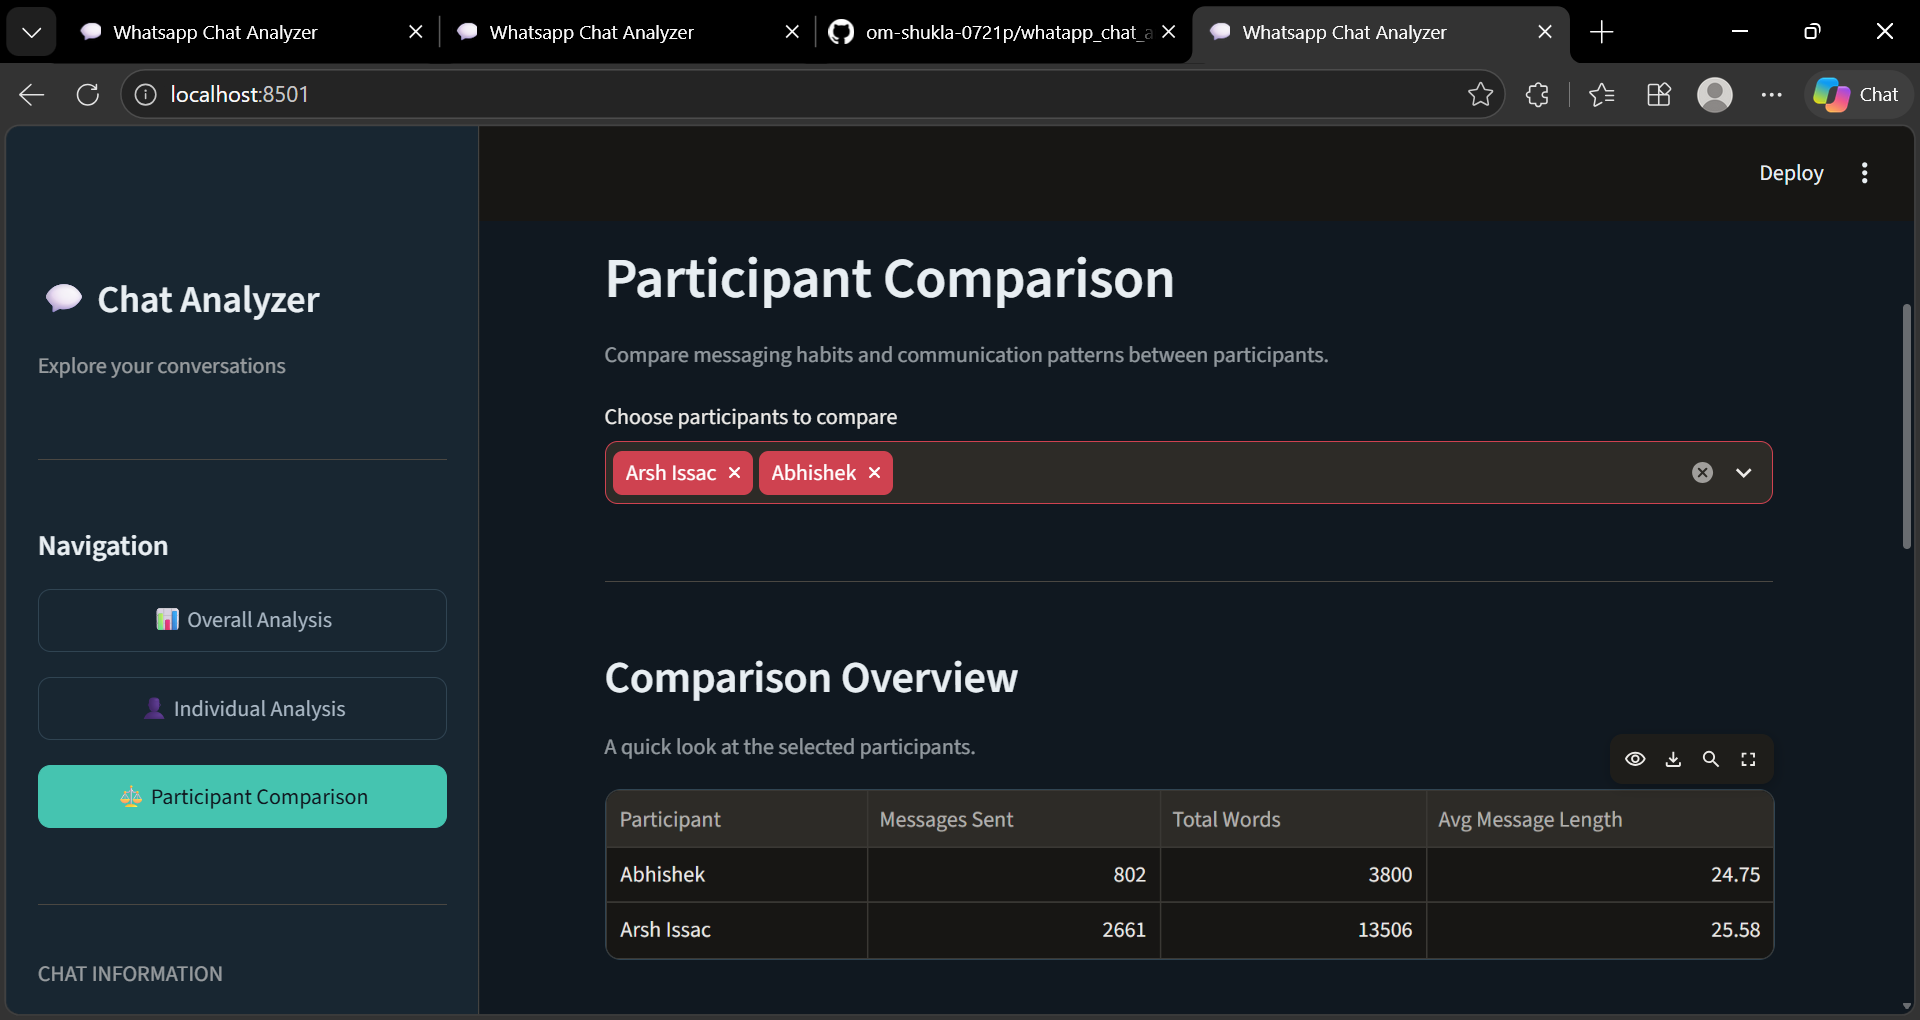 Whatsapp Chat Analyzer
Whatsapp Chat Analyzer
om-shukla-0721p/whatapp_chat_
Whatsapp Chat Analyzer
localhost:8501
Chat
Deploy
Chat Analyzer
Explore your conversations
Navigation
Overall Analysis
Individual Analysis
Participant Comparison
CHAT INFORMATION
Participant Comparison
Compare messaging habits and communication patterns between participants.
Choose participants to compare
Arsh Issac Abhishek
Comparison Overview
A quick look at the selected participants.
Participant Messages Sent Total Words Avg Message Length
Abhishek 802 3800 24.75
Arsh Issac 2661 13506 25.58